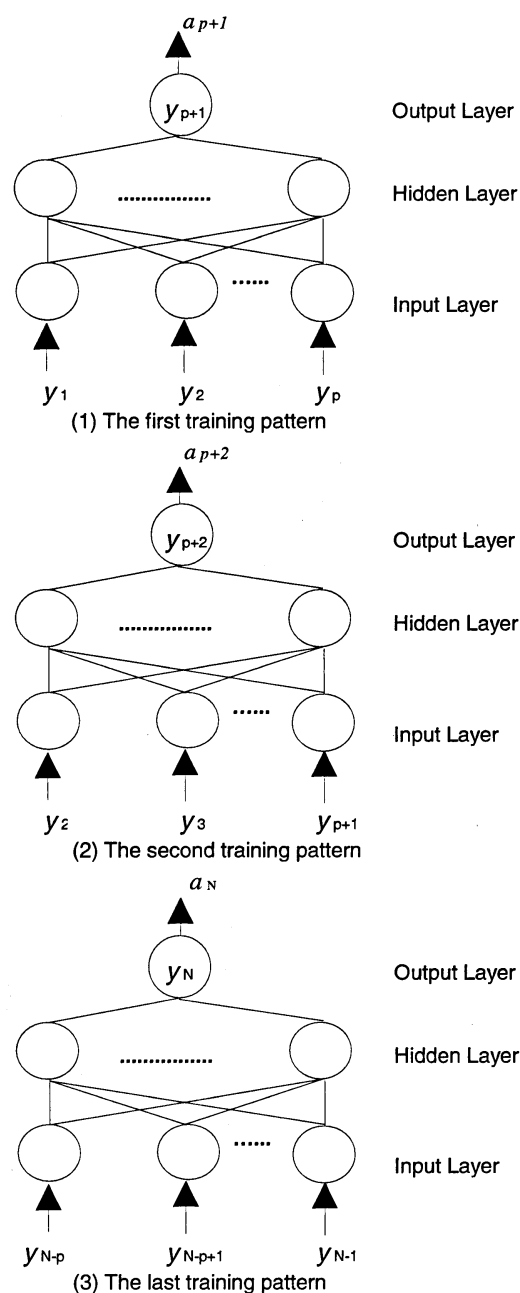 a p+1
y p+1
Output Layer
Hidden Layer
Input Layer
y 1 y 2 y p
(1) The first training pattern
a p+2
y p+2
Output Layer
Hidden Layer
Input Layer
y 2 y 3 y p+1
(2) The second training pattern
a N
y N
Output Layer
Hidden Layer
Input Layer
y N-p y N-p+1 y N-1
(3) The last training pattern